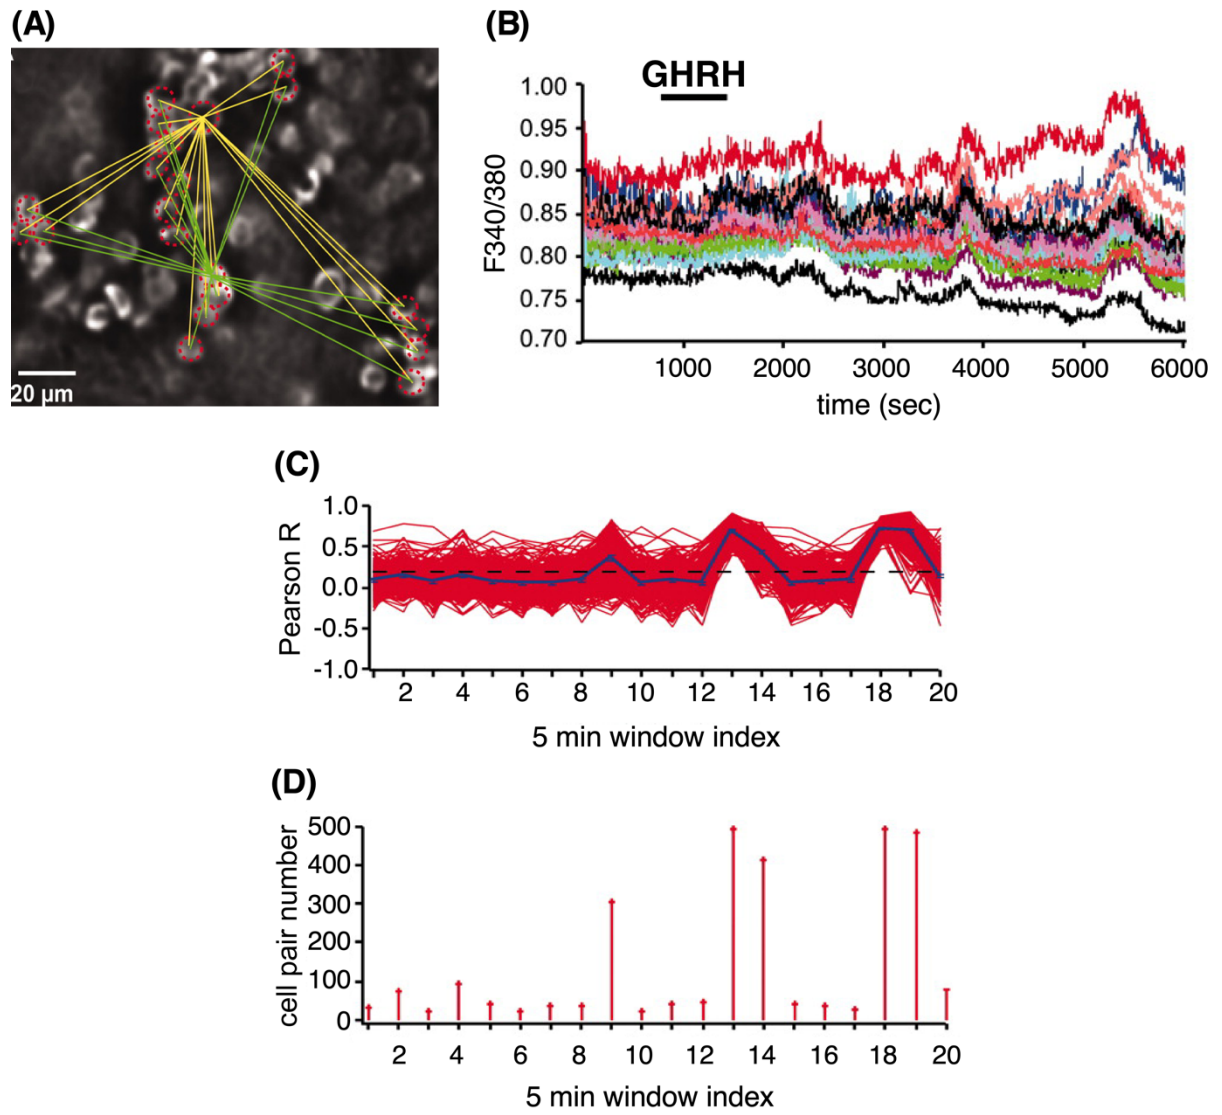 (A)
20 µm
(B)
GHRH
1.00
0.95
0.90
0.85
0.80
0.75
0.70
F340/380
1000 2000 3000 4000 5000 6000
time (sec)
(C)
1.0
0.5
0.0
-0.5
-1.0
Pearson R
2 4 6 8 10 12 14 16 18 20
5 min window index
(D)
500
400
300
200
100
0
cell pair number
2 4 6 8 10 12 14 16 18 20
5 min window index